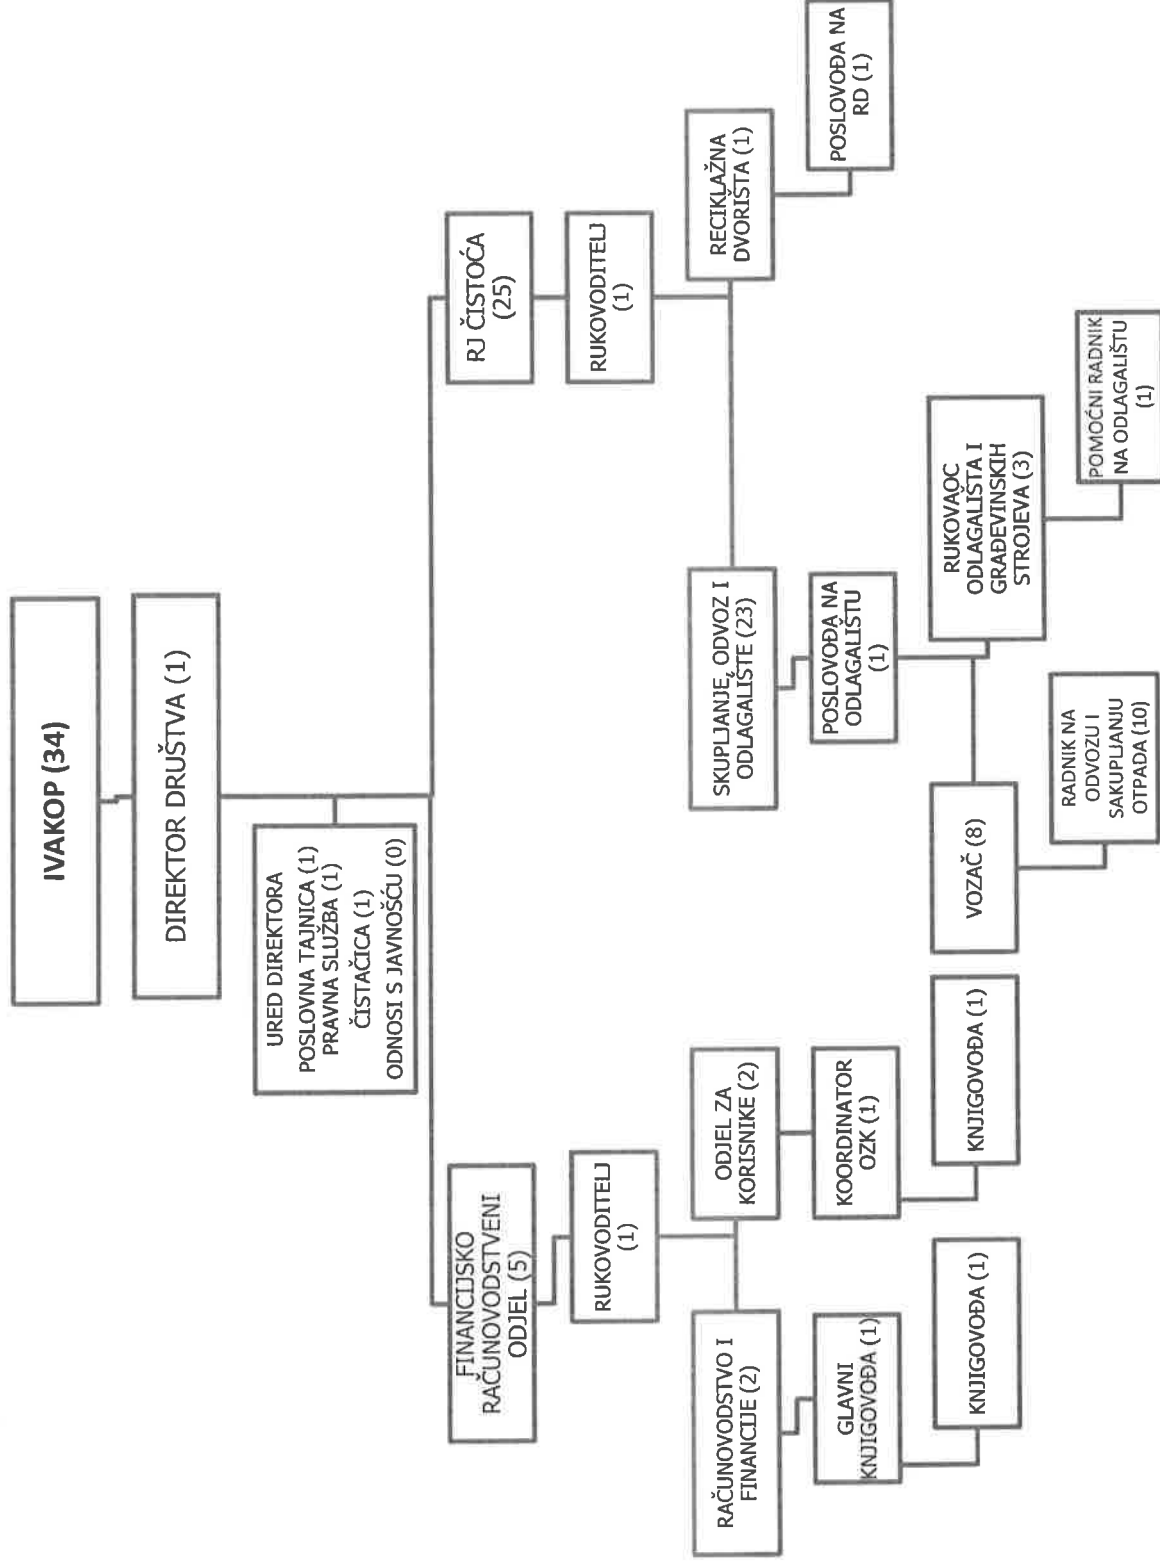 IVAKOP (34)
DIREKTOR DRUŠTVA (1)
URED DIREKTORA
POSLOVNA TAJNICA (1)
PRAVNA SLUŽBA (1)
ČISTAČICA (1)
ODNOSI S JAVNOŠĆU (0)
FINANCIJSKO
RAČUNOVODSTVENI
ODJEL (5)
RUKOVODITELJ
(1)
RAČUNOVODSTVO I
FINANCIJE (2)
GLAVNI
KNJIGOVOĐA (1)
KNJIGOVOĐA (1)
ODJEL ZA
KORISNIKE (2)
KOORDINATOR
OZK (1)
KNJIGOVOĐA (1)
RJ ČISTOĆA
(25)
RUKOVODITELJ
(1)
SKUPLJANJE, ODVOZ I
ODLAGALIŠTE (23)
POSLOVOĐA NA
ODLAGALIŠTU
(1)
VOZAČ (8)
RADNIK NA
ODVOZU I
SAKUPLJANJU
OTPADA (10)
RUKOVAOC
ODLAGALIŠTA I
GRAĐEVINSKIH
STROJEVA (3)
POMOĆNI RADNIK
NA ODLAGALIŠTU
(1)
RECIKLAŽNA
DVORIŠTA (1)
POSLOVOĐA NA
RD (1)